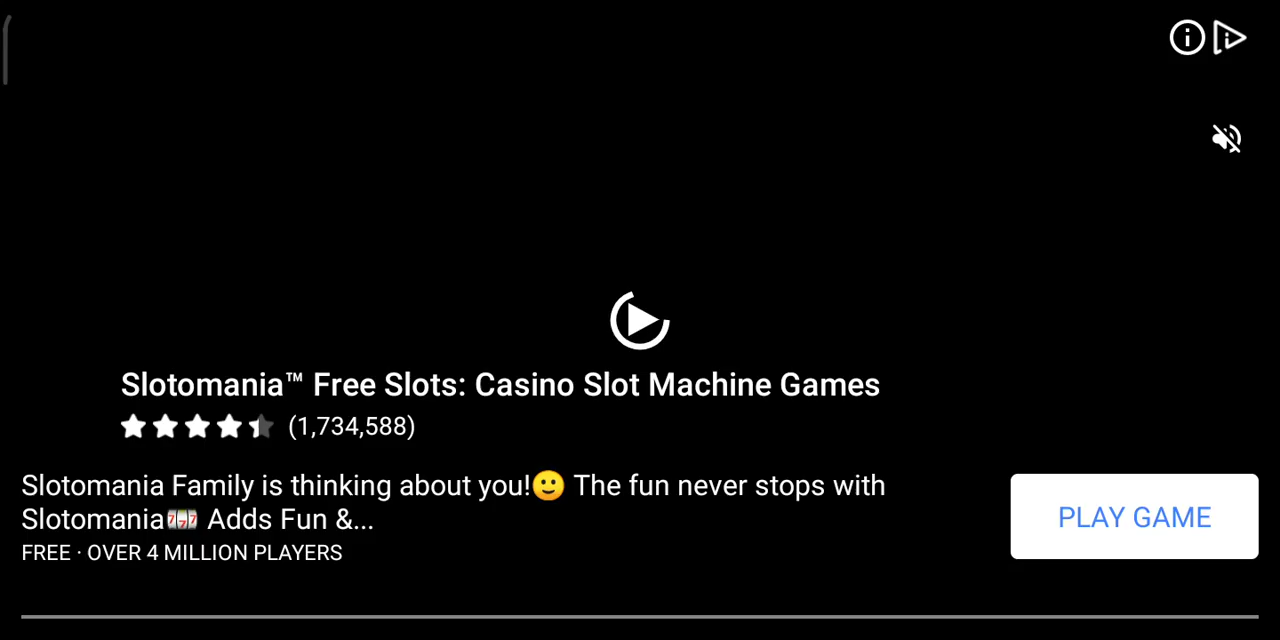 Slotomania™ Free Slots: Casino Slot Machine Games
(1,734,588)
Slotomania Family is thinking about you!🙂 The fun never stops with
Slotomania🎰 Adds Fun &...
FREE · OVER 4 MILLION PLAYERS
PLAY GAME